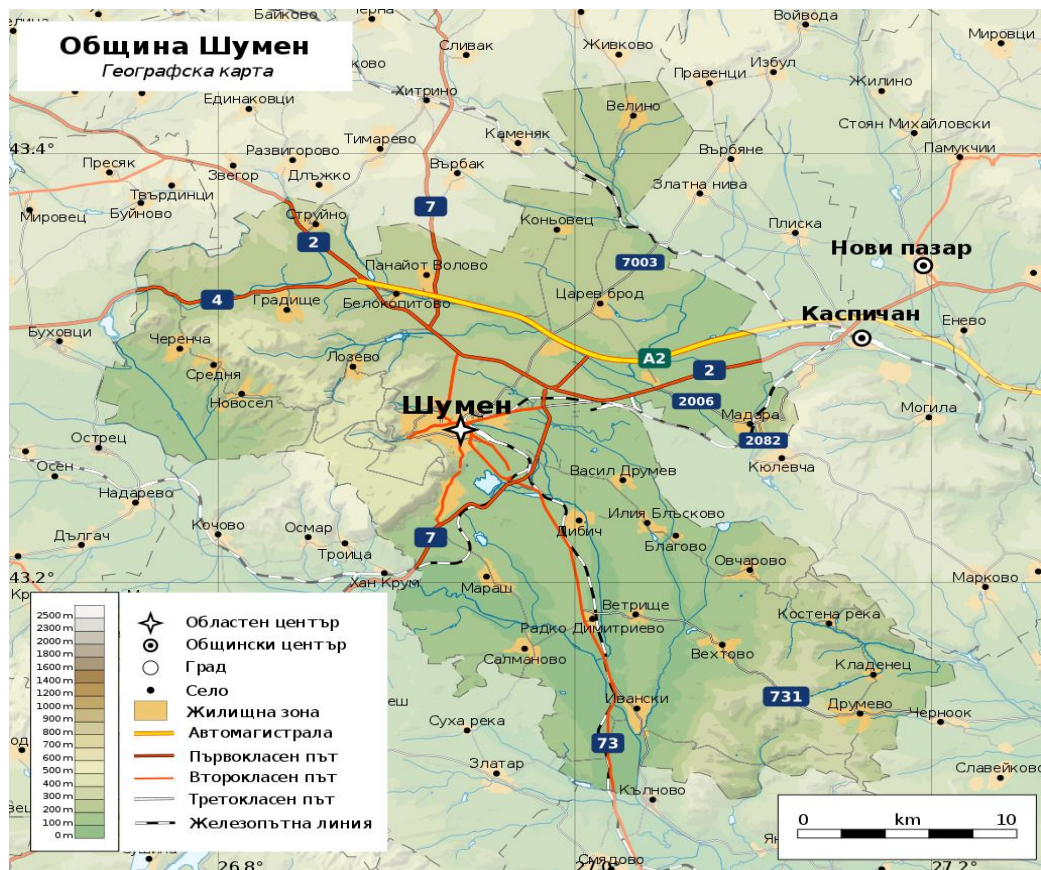 Община Шумен
Географска карта
Байково
Сливак
Живково
Войвода
Мировци
Правенци
Избул
Жилино
Хитрино
Единаковци
Велино
Стоян Михайловски
Тимарево
Каменяк
43.4°
Развигорово
Върбяне
Памукчии
Пресяк
Звегор
Длъжко
Върбак
Твърдинци
Златна нива
Мировец
Буйново
7
Струйно
Коньовец
Плиска
2
Нови пазар
7003
Панайот Волово
4
Градище
Белокопитово
Царев брод
Каспичан
Буховци
Енево
Черенча
Лозево
A2
Средня
2
Новосел
Шумен
2006
Мадара
Могила
Острец
2082
Осен
Васил Друмев
Кюлевча
Надарево
Кочово
Осмар
Илия Блъсково
Дибич
Дългач
Троица
7
Благово
43.2°
Хан Крум
Овчарово
Марково
Мараш
Ветрище
Костена река
Радко Димитриево
Салманово
Вехтово
Кладенец
Ивански
731
Друмево
Черноок
Суха река
73
Златар
Славейково
Кълново
Смядово
26.8°
27.0°
27.2°
2500 m
2300 m
2000 m
1800 m
1600 m
1400 m
1200 m
1000 m
900 m
800 m
700 m
600 m
500 m
400 m
300 m
200 m
100 m
0 m
Областен център
Общински център
Град
Село
Жилищна зона
Автомагистрала
Първокласен път
Второкласен път
Третокласен път
Железопътна линия
0 km 10